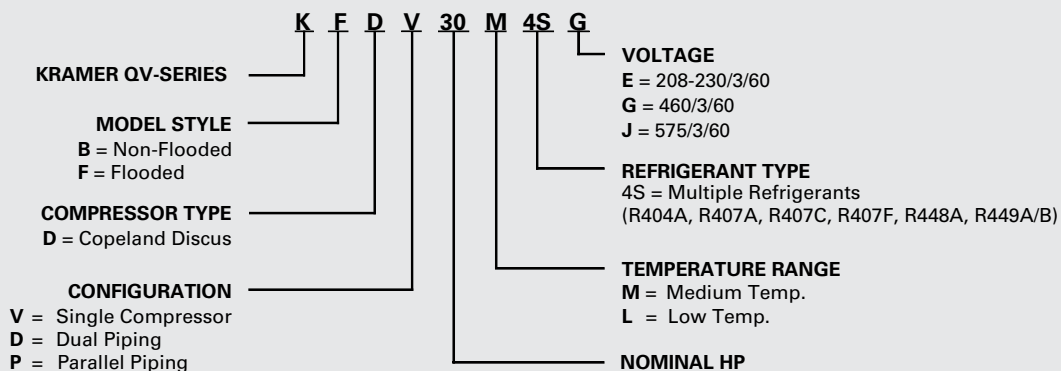 K F D V 30 M 4S G
KRAMER QV-SERIES
MODEL STYLE
B = Non-Flooded
F = Flooded
COMPRESSOR TYPE
D = Copeland Discus
CONFIGURATION
V = Single Compressor
D = Dual Piping
P = Parallel Piping
VOLTAGE
E = 208-230/3/60
G = 460/3/60
J = 575/3/60
REFRIGERANT TYPE
4S = Multiple Refrigerants
(R404A, R407A, R407C, R407F, R448A, R449A/B)
TEMPERATURE RANGE
M = Medium Temp.
L = Low Temp.
NOMINAL HP